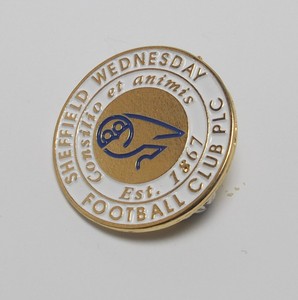 SHEFFIELD WEDNESDAY
FOOTBALL CLUB PLC
Consilio et animis
Est. 1867